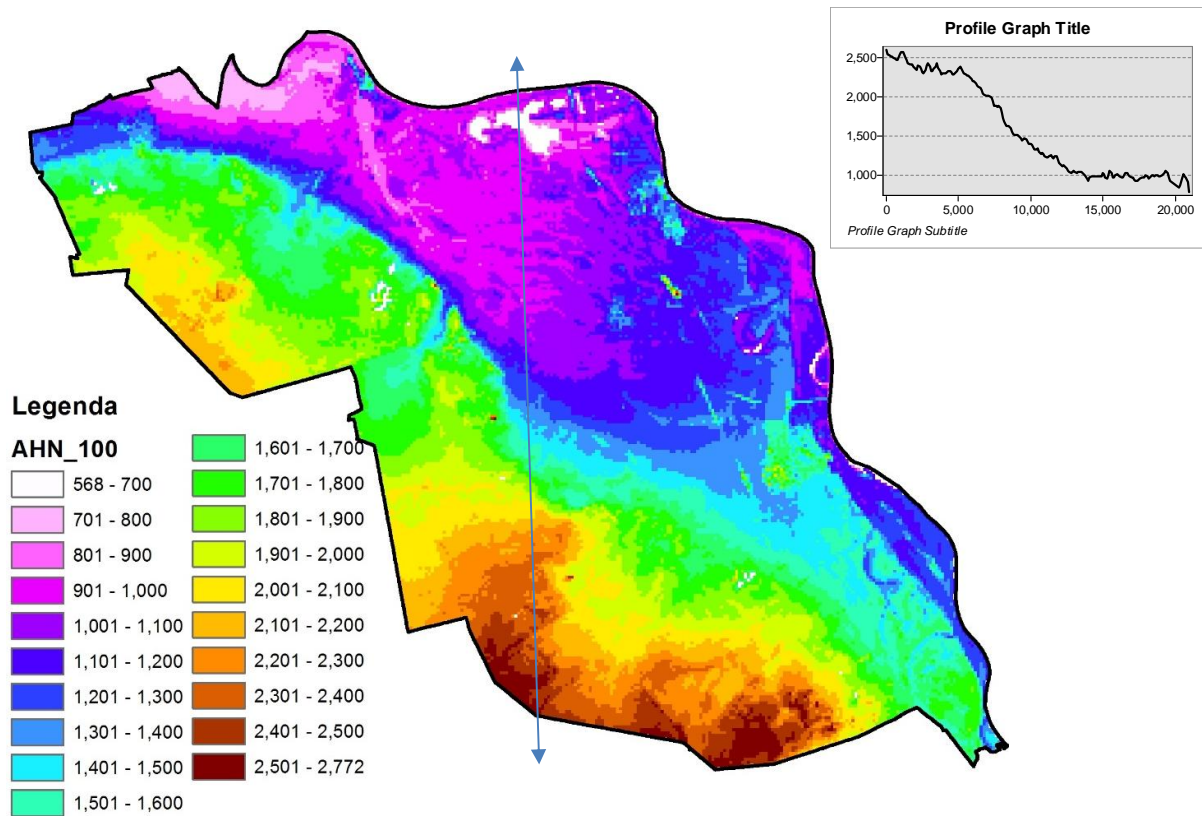 Profile Graph Title
2,500
2,000
1,500
1,000
0 5,000 10,000 15,000 20,000
Profile Graph Subtitle
Legenda
AHN_100
568 - 700
701 - 800
801 - 900
901 - 1,000
1,001 - 1,100
1,101 - 1,200
1,201 - 1,300
1,301 - 1,400
1,401 - 1,500
1,501 - 1,600
1,601 - 1,700
1,701 - 1,800
1,801 - 1,900
1,901 - 2,000
2,001 - 2,100
2,101 - 2,200
2,201 - 2,300
2,301 - 2,400
2,401 - 2,500
2,501 - 2,772